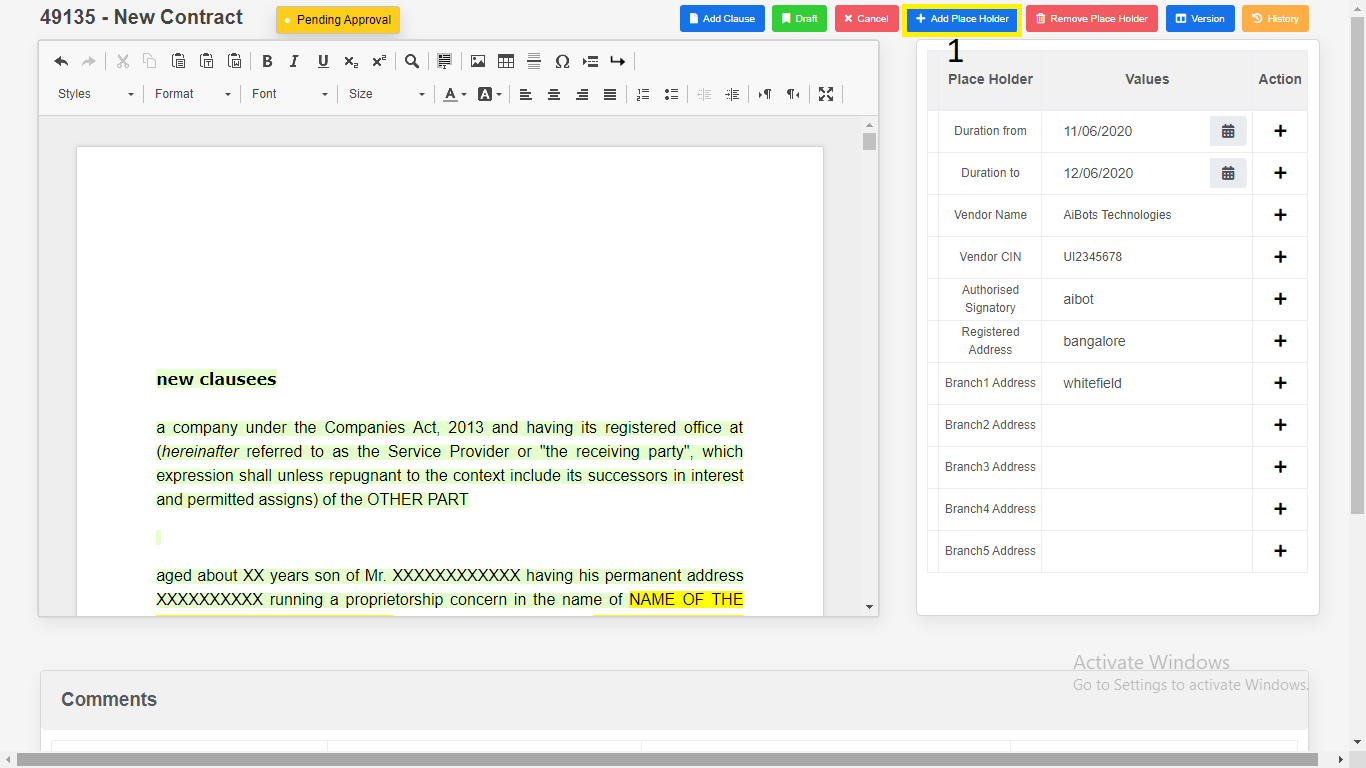 49135 - New Contract
Pending Approval
Add Clause
Draft
Cancel
Add Place Holder
Remove Place Holder
Version
History
1
B I U x₂ x²
Ω
Styles
Format
Font
Size
A
A
new clausees
a company under the Companies Act, 2013 and having its registered office at
(hereinafter referred to as the Service Provider or "the receiving party", which
expression shall unless repugnant to the context include its successors in interest
and permitted assigns) of the OTHER PART
aged about XX years son of Mr. XXXXXXXXXXXX having his permanent address
XXXXXXXXXX running a proprietorship concern in the name of NAME OF THE
Place Holder Values Action
Duration from 11/06/2020
Duration to 12/06/2020
Vendor Name AiBots Technologies
Vendor CIN UI2345678
Authorised
Signatory
aibot
Registered
Address
bangalore
Branch1 Address whitefield
Branch2 Address
Branch3 Address
Branch4 Address
Branch5 Address
Activate Windows
Go to Settings to activate Windows.
Comments